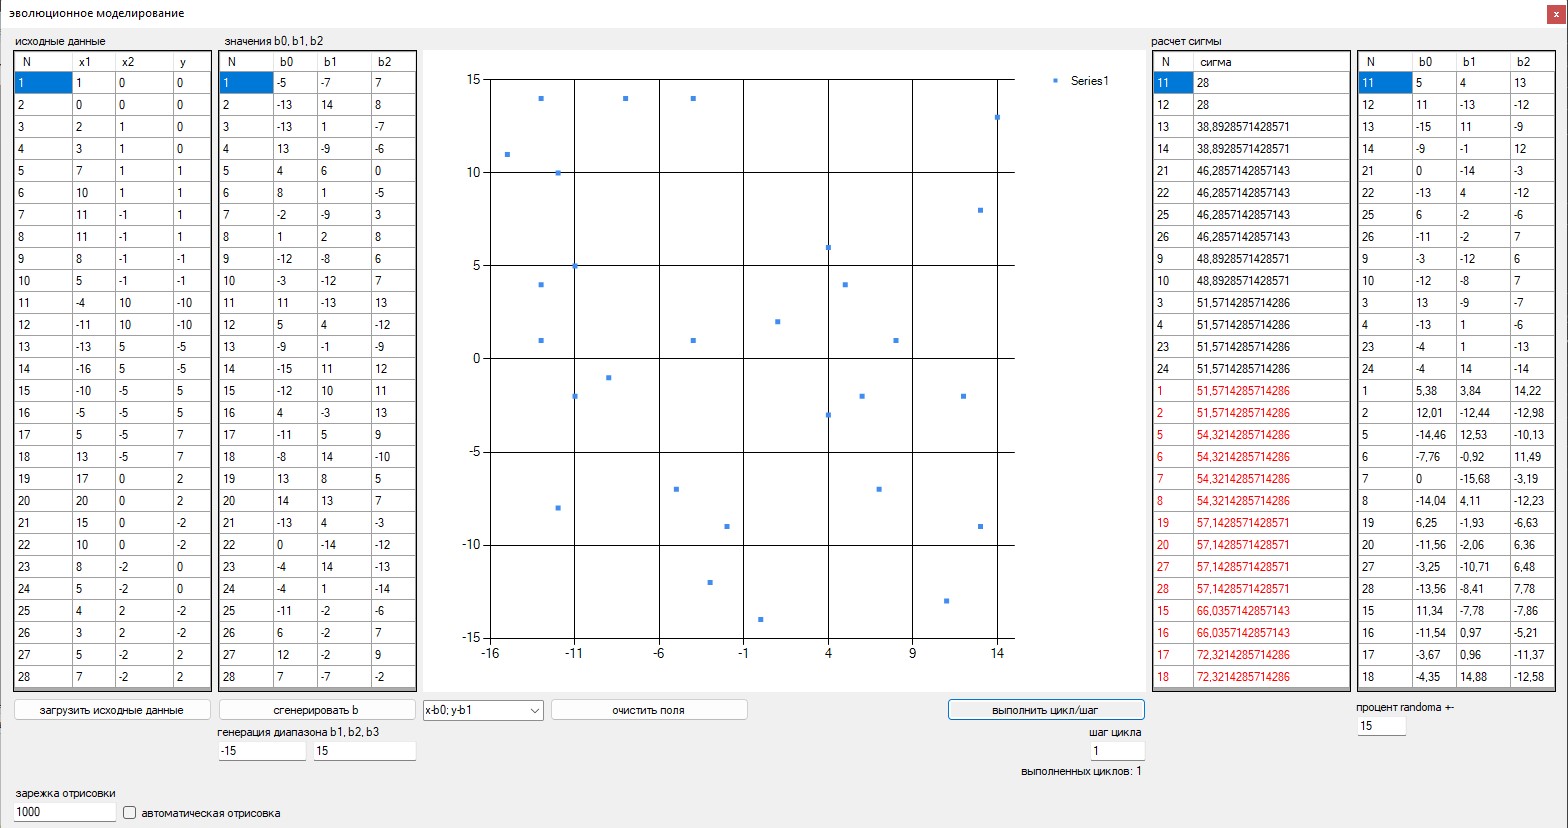 эволюционное моделирование
x
исходные данные значения b0, b1, b2 расчет сигмы
N x1 x2 y N b0 b1 b2 N сигма N b0 b1 b2
1 1 0 0 1 -5 -7 7 15 Series1 11 28 11 5 4 13
2 0 0 0 2 -13 14 8 12 28 12 11 -13 -12
3 2 1 0 3 -13 1 -7 13 38,8928571428571 13 -15 11 -9
4 3 1 0 4 13 -9 -6 14 38,8928571428571 14 -9 -1 12
5 7 1 1 5 4 6 0 10 21 46,2857142857143 21 0 -14 -3
6 10 1 1 6 8 1 -5 22 46,2857142857143 22 -13 4 -12
7 11 -1 1 7 -2 -9 3 25 46,2857142857143 25 6 -2 -6
8 11 -1 1 8 1 2 8 26 46,2857142857143 26 -11 -2 7
9 8 -1 -1 9 -12 -8 6 5 9 48,8928571428571 9 -3 -12 6
10 5 -1 -1 10 -3 -12 7 10 48,8928571428571 10 -12 -8 7
11 -4 10 -10 11 11 -13 13 3 51,5714285714286 3 13 -9 -7
12 -11 10 -10 12 5 4 -12 4 51,5714285714286 4 -13 1 -6
13 -13 5 -5 13 -9 -1 -9 0 23 51,5714285714286 23 -4 1 -13
14 -16 5 -5 14 -15 11 12 24 51,5714285714286 24 -4 14 -14
15 -10 -5 5 15 -12 10 11 1 51,5714285714286 1 5,38 3,84 14,22
16 -5 -5 5 16 4 -3 13 2 51,5714285714286 2 12,01 -12,44 -12,98
17 5 -5 7 17 -11 5 9 -5 5 54,3214285714286 5 -14,46 12,53 -10,13
18 13 -5 7 18 -8 14 -10 6 54,3214285714286 6 -7,76 -0,92 11,49
19 17 0 2 19 13 8 5 7 54,3214285714286 7 0 -15,68 -3,19
20 20 0 2 20 14 13 7 8 54,3214285714286 8 -14,04 4,11 -12,23
21 15 0 -2 21 -13 4 -3 19 57,1428571428571 19 6,25 -1,93 -6,63
22 10 0 -2 22 0 -14 -12 -10 20 57,1428571428571 20 -11,56 -2,06 6,36
23 8 -2 0 23 -4 14 -13 27 57,1428571428571 27 -3,25 -10,71 6,48
24 5 -2 0 24 -4 1 -14 28 57,1428571428571 28 -13,56 -8,41 7,78
25 4 2 -2 25 -11 -2 -6 15 66,0357142857143 15 11,34 -7,78 -7,86
26 3 2 -2 26 6 -2 7 -15 16 66,0357142857143 16 -11,54 0,97 -5,21
27 5 -2 2 27 12 -2 9 -16 -11 -6 -1 4 9 14 17 72,3214285714286 17 -3,67 0,96 -11,37
28 7 -2 2 28 7 -7 -2 18 72,3214285714286 18 -4,35 14,88 -12,58
загрузить исходные данные сгенерировать b x-b0; y-b1 очистить поля выполнить цикл/шаг процент randoma +-
15
генерация диапазона b1, b2, b3 шаг цикла
-15 15 1
выполненных циклов: 1
зарежка отрисовки
1000 автоматическая отрисовка